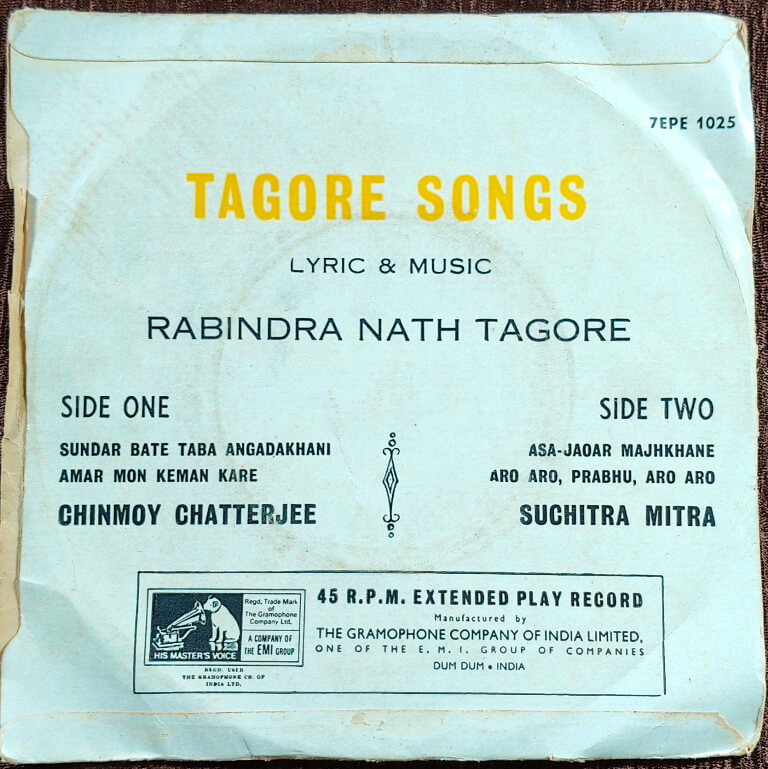 7EPE 1025
TAGORE SONGS
LYRIC & MUSIC
RABINDRA NATH TAGORE
SIDE ONE
SUNDAR BATE TABA ANGADAKHANI
AMAR MON KEMAN KARE
CHINMOY CHATTERJEE
SIDE TWO
ASA-JAOAR MAJHKHANE
ARO ARO, PRABHU, ARO ARO
SUCHITRA MITRA
HIS MASTER'S VOICE
Regd. Trade Mark
of
The Gramophone
Company Ltd.
A COMPANY OF
THE EMI GROUP
REGD. USER
THE GRAMOPHONE CO. OF
INDIA LTD.
45 R.P.M. EXTENDED PLAY RECORD
Manufactured by
THE GRAMOPHONE COMPANY OF INDIA LIMITED,
ONE OF THE E. M. I. GROUP OF COMPANIES
DUM DUM • INDIA